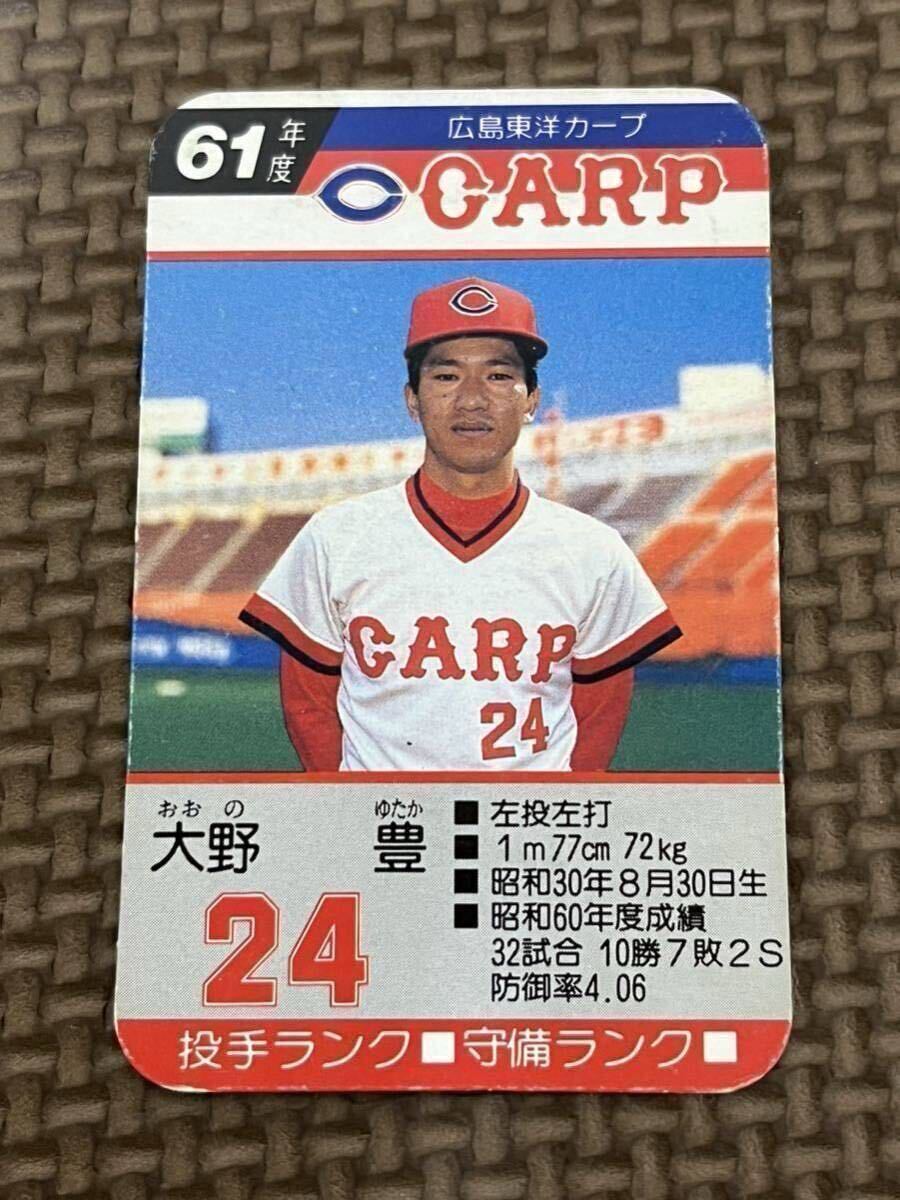 61年度
広島東洋カープ
C CARP
C
CARP
24
おおの ゆたか
大野 豊
24
■ 左投左打
■ 1m77cm 72kg
■ 昭和30年8月30日生
■ 昭和60年度成績
32試合 10勝7敗2S
防御率4.06
投手ランク□ 守備ランク□